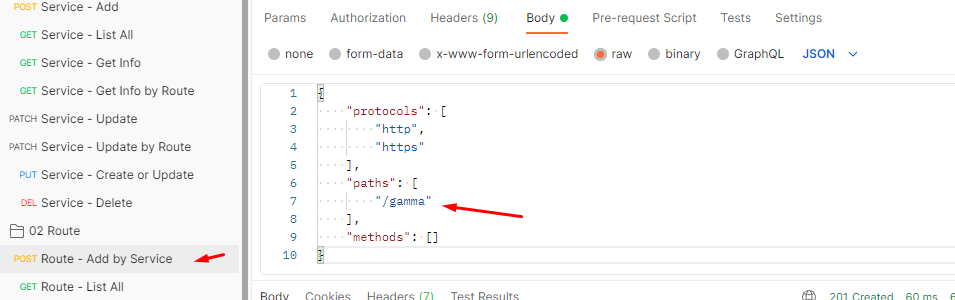 POST Service - Add
GET Service - List All
GET Service - Get Info
GET Service - Get Info by Route
PATCH Service - Update
PATCH Service - Update by Route
PUT Service - Create or Update
DEL Service - Delete
02 Route
POST Route - Add by Service
GET Route - List All
Params Authorization Headers (9) Body Pre-request Script Tests Settings
none form-data x-www-form-urlencoded raw binary GraphQL JSON
1 {
2 "protocols": [
3 "http",
4 "https"
5 ],
6 "paths": [
7 "/gamma"
8 ],
9 "methods": []
10 }
Body Cookies Headers (7) Test Results 201 Created 60 ms